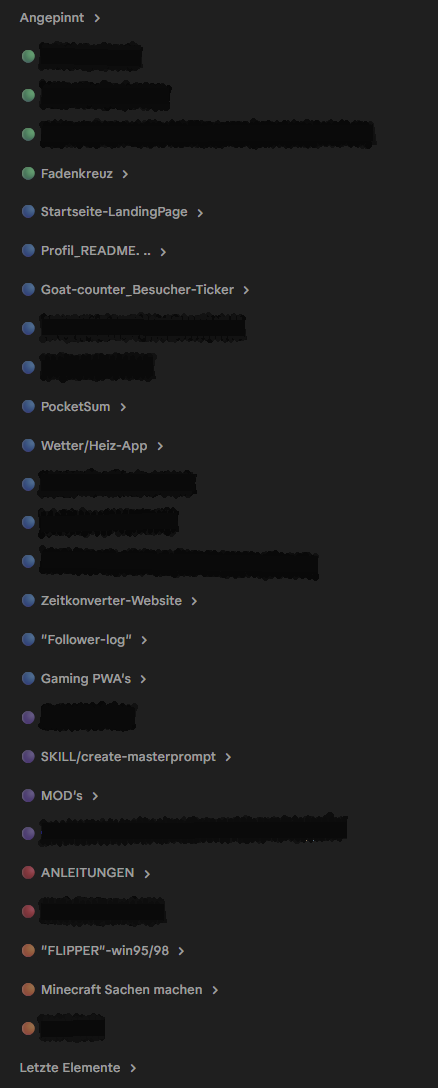 Angepinnt
Fadenkreuz
Startseite-LandingPage
Profil_README. ..
Goat-counter_Besucher-Ticker
PocketSum
Wetter/Heiz-App
Zeitkonverter-Website
"Follower-log"
Gaming PWA's
SKILL/create-masterprompt
MOD's
ANLEITUNGEN
"FLIPPER"-win95/98
Minecraft Sachen machen
Letzte Elemente